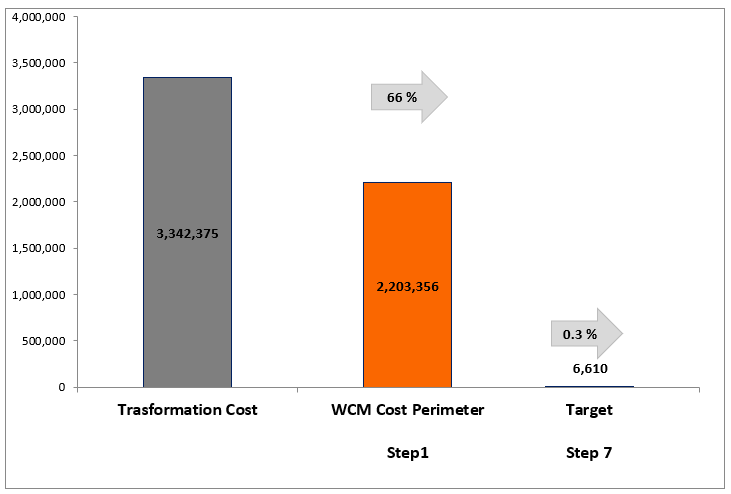 4,000,000
3,500,000
3,000,000
2,500,000
2,000,000
1,500,000
1,000,000
500,000
0
66 %
3,342,375
2,203,356
0.3 %
6,610
Trasformation Cost
WCM Cost Perimeter
Target
Step1
Step 7